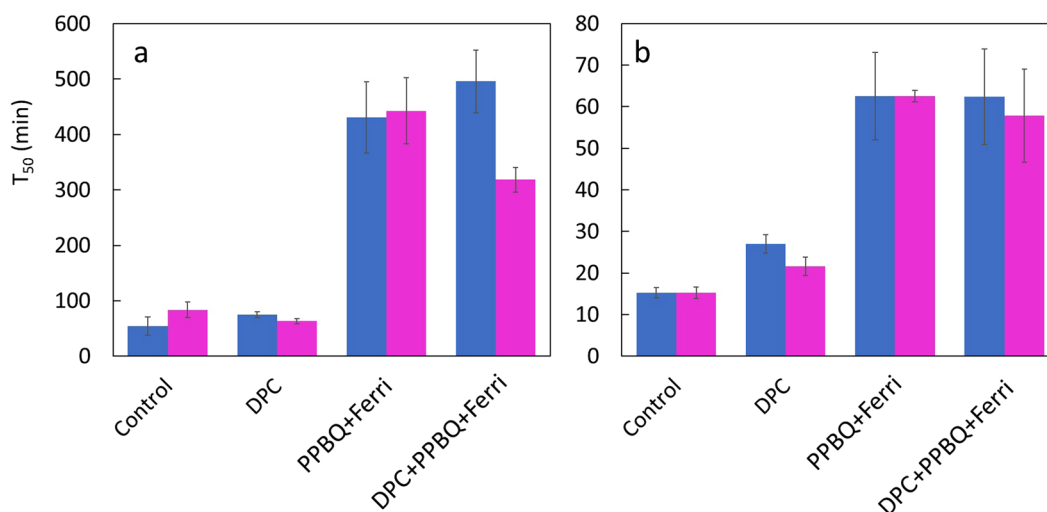 a
T₅₀ (min)
600
500
400
300
200
100
0
Control
DPC
PPBQ+Ferri
DPC+PPBQ+Ferri
b
80
70
60
50
40
30
20
10
0
Control
DPC
PPBQ+Ferri
DPC+PPBQ+Ferri